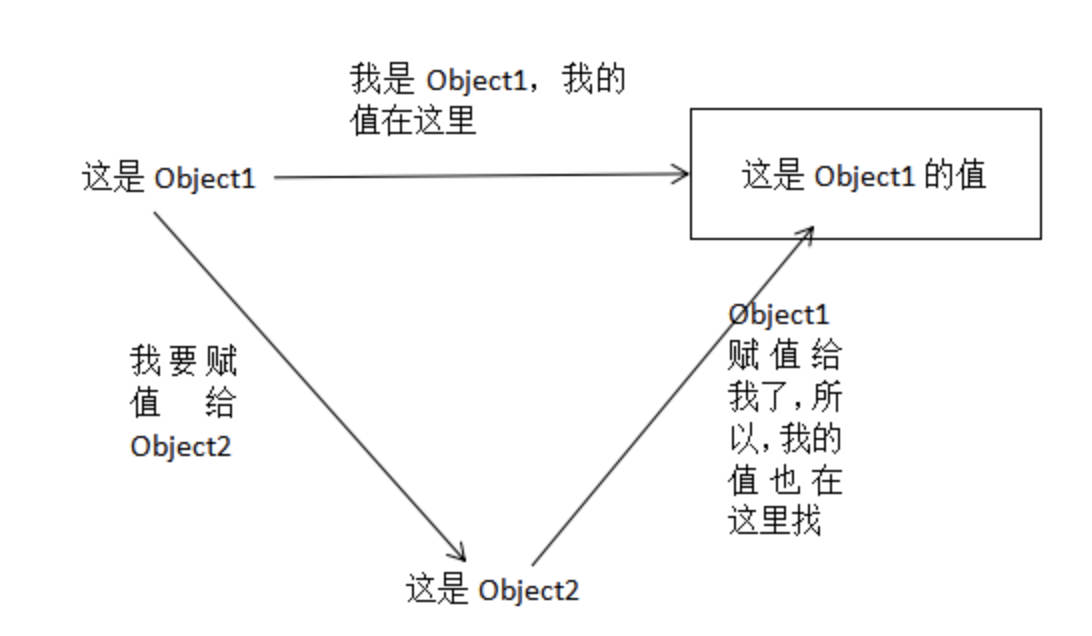 我是 Object1，我的
值在这里
这是 Object1
这是 Object1 的值
Object1
赋值给
我了，所
以，我的
值也在
这里找
我要赋
值 给
Object2
这是 Object2